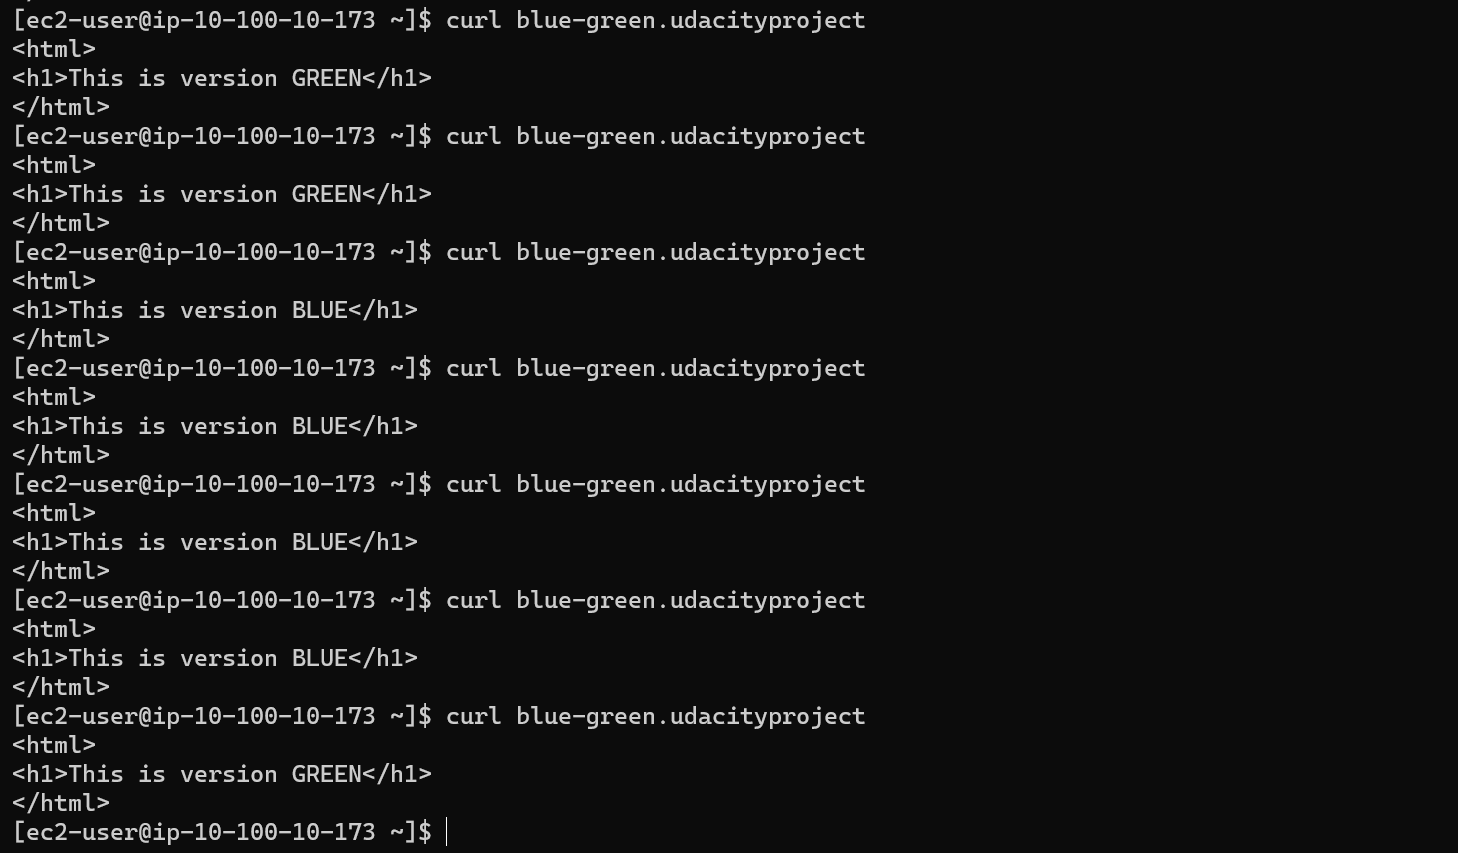 [ec2-user@ip-10-100-10-173 ~]$ curl blue-green.udacityproject
<html>
<h1>This is version GREEN</h1>
</html>
[ec2-user@ip-10-100-10-173 ~]$ curl blue-green.udacityproject
<html>
<h1>This is version GREEN</h1>
</html>
[ec2-user@ip-10-100-10-173 ~]$ curl blue-green.udacityproject
<html>
<h1>This is version BLUE</h1>
</html>
[ec2-user@ip-10-100-10-173 ~]$ curl blue-green.udacityproject
<html>
<h1>This is version BLUE</h1>
</html>
[ec2-user@ip-10-100-10-173 ~]$ curl blue-green.udacityproject
<html>
<h1>This is version BLUE</h1>
</html>
[ec2-user@ip-10-100-10-173 ~]$ curl blue-green.udacityproject
<html>
<h1>This is version BLUE</h1>
</html>
[ec2-user@ip-10-100-10-173 ~]$ curl blue-green.udacityproject
<html>
<h1>This is version GREEN</h1>
</html>
[ec2-user@ip-10-100-10-173 ~]$